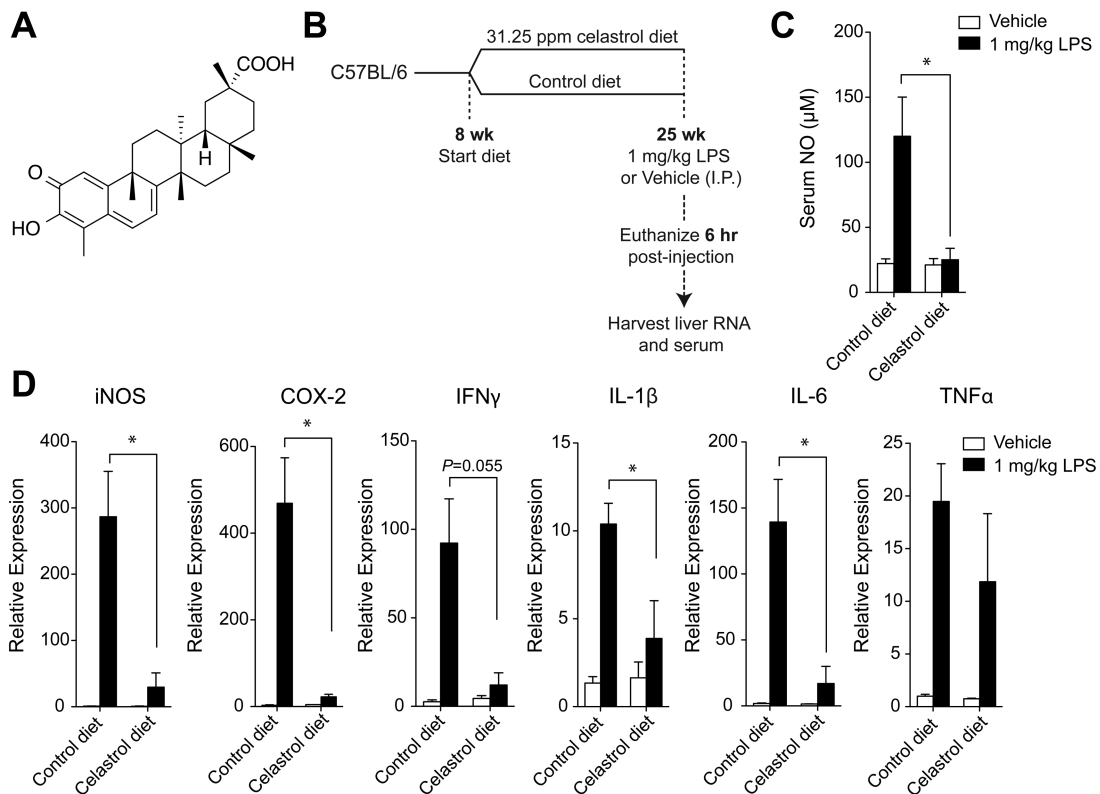 A
COOH
H
O
HO
B
31.25 ppm celastrol diet
C57BL/6
Control diet
8 wk
Start diet
25 wk
1 mg/kg LPS
or Vehicle (I.P.)
Euthanize 6 hr
post-injection
Harvest liver RNA
and serum
C
Vehicle
1 mg/kg LPS
Serum NO (µM)
200
150
100
50
0
*
Control diet
Celastrol diet
D
iNOS
Relative Expression
400
300
200
100
0
*
Control diet
Celastrol diet
COX-2
Relative Expression
600
400
200
0
*
Control diet
Celastrol diet
IFNγ
Relative Expression
150
100
50
0
P=0.055
Control diet
Celastrol diet
IL-1β
Relative Expression
15
10
5
0
*
Control diet
Celastrol diet
IL-6
Relative Expression
200
150
100
50
0
*
Control diet
Celastrol diet
TNFα
Relative Expression
25
20
15
10
5
0
Control diet
Celastrol diet
Vehicle
1 mg/kg LPS